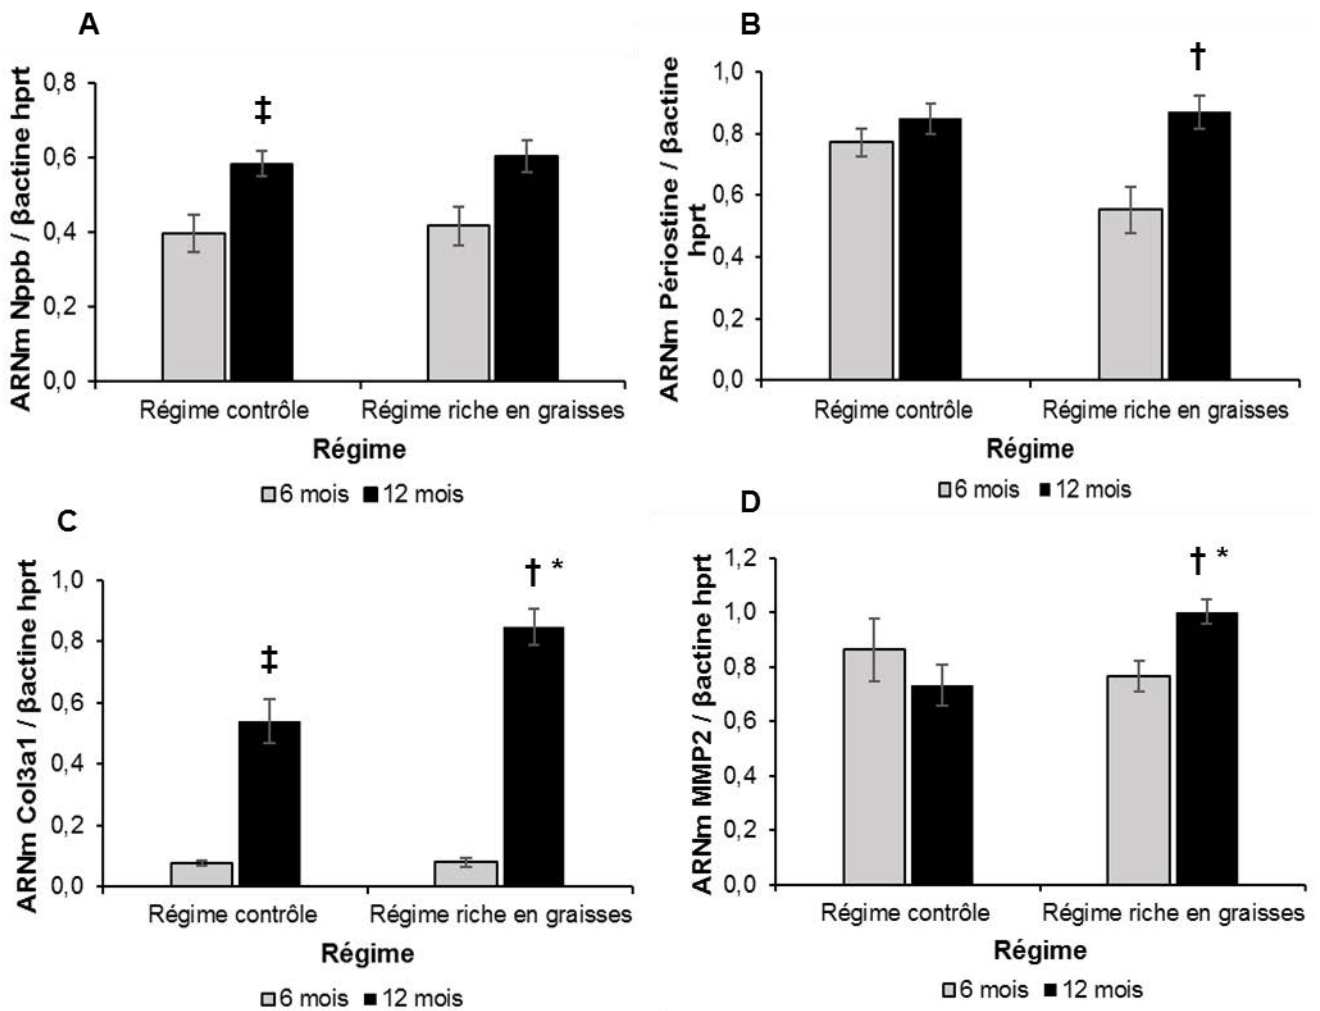 A
ARNm Nppb / βactine hprt
0,8
0,6
0,4
0,2
0,0
‡
Régime contrôle
Régime riche en graisses
Régime
6 mois
12 mois
B
ARNm Périostine / βactine
hprt
1,0
0,8
0,6
0,4
0,2
0,0
†
Régime contrôle
Régime riche en graisses
Régime
6 mois
12 mois
C
ARNm Col3a1 / βactine hprt
1,0
0,8
0,6
0,4
0,2
0,0
‡
† *
Régime contrôle
Régime riche en graisses
Régime
6 mois
12 mois
D
ARNm MMP2 / βactine hprt
1,2
1,0
0,8
0,6
0,4
0,2
0,0
† *
Régime contrôle
Régime riche en graisses
Régime
6 mois
12 mois